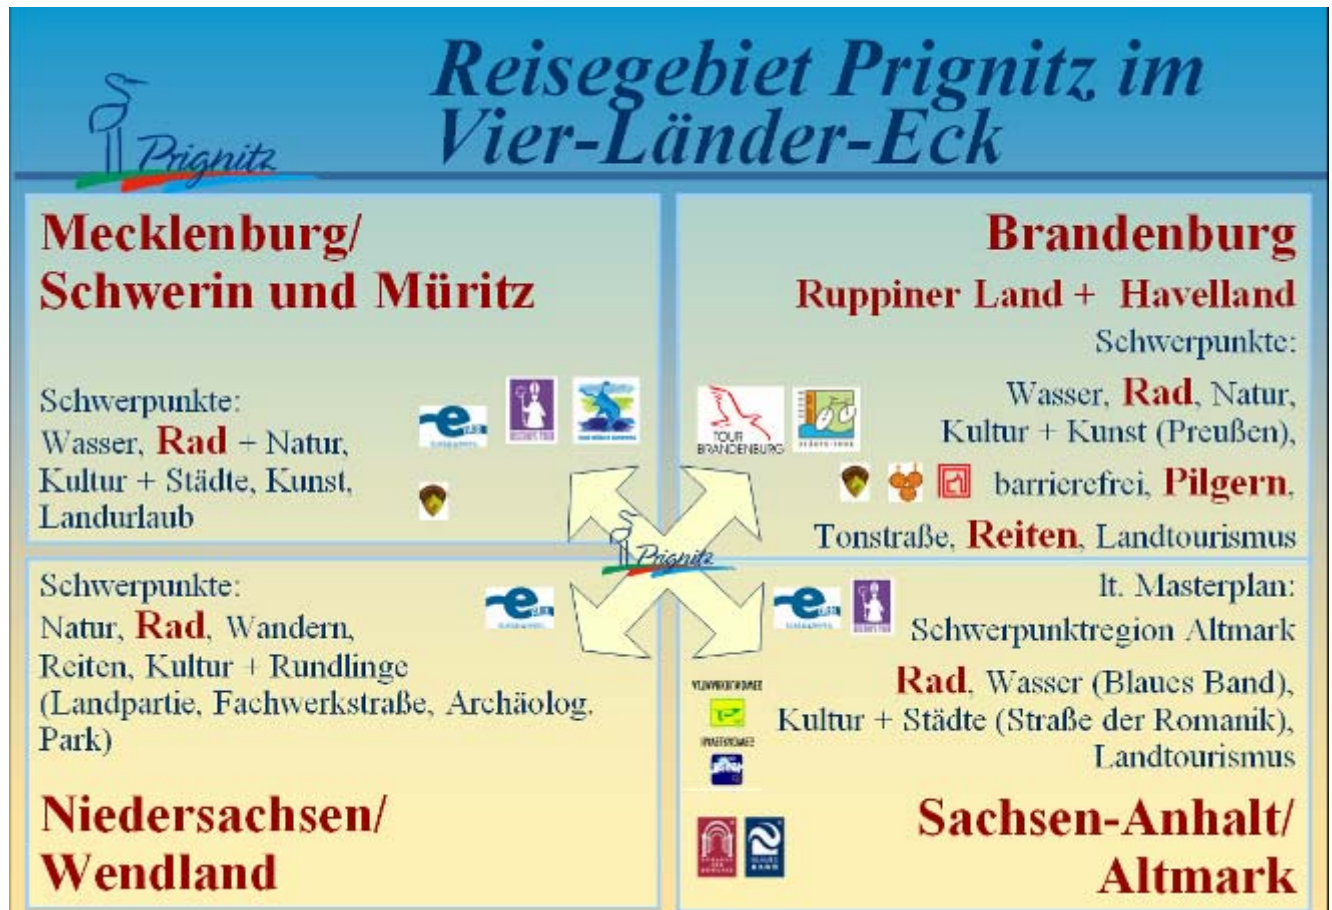 Reisegebiet Prignitz im
Vier-Länder-Eck
Prignitz
Mecklenburg/
Schwerin und Müritz
Schwerpunkte:
Wasser, Rad + Natur,
Kultur + Städte, Kunst,
Landurlaub
Brandenburg
Ruppiner Land + Havelland
Schwerpunkte:
Wasser, Rad, Natur,
Kultur + Kunst (Preußen),
barrierefrei, Pilgern,
Tonstraße, Reiten, Landtourismus
TOUR
BRANDENBURG
Prignitz
Schwerpunkte:
Natur, Rad, Wandern,
Reiten, Kultur + Rundlinge
(Landpartie, Fachwerkstraße, Archäolog.
Park)
Niedersachsen/
Wendland
lt. Masterplan:
Schwerpunktregion Altmark
Rad, Wasser (Blaues Band),
Kultur + Städte (Straße der Romanik),
Landtourismus
Sachsen-Anhalt/
Altmark